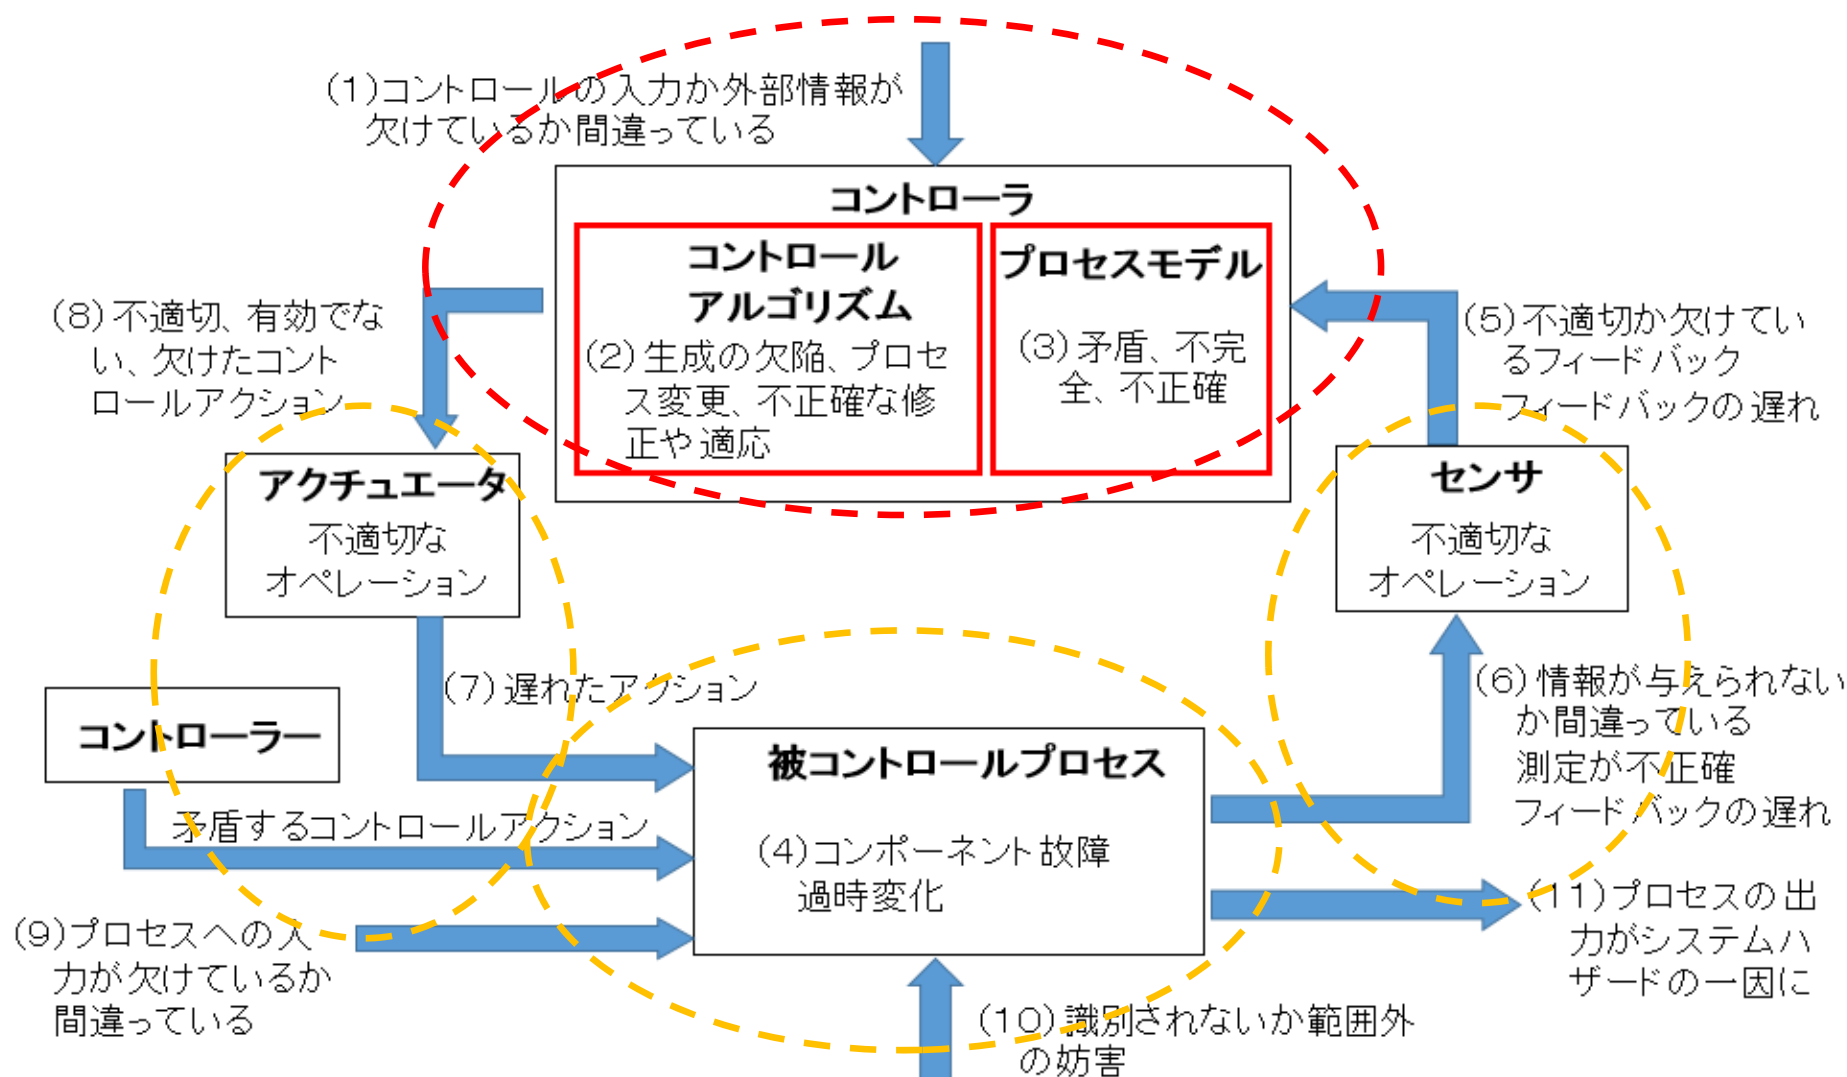 (1)コントロールの入力か外部情報が
欠けているか間違っている
コントローラ
コントロール
アルゴリズム
(2)生成の欠陥、プロセ
ス変更、不正確な修
正や適応
プロセスモデル
(3)矛盾、不完
全、不正確
(8)不適切、有効でな
い、欠けたコント
ロールアクション
(5)不適切か欠けてい
るフィードバック
フィードバックの遅れ
アクチュエータ
不適切な
オペレーション
センサ
不適切な
オペレーション
(7)遅れたアクション
(6)情報が与えられない
か間違っている
測定が不正確
フィードバックの遅れ
コントローラー
矛盾するコントロールアクション
被コントロールプロセス
(4)コンポーネント故障
過時変化
(9)プロセスへの入
力が欠けているか
間違っている
(11)プロセスの出
力がシステムハ
ザードの一因に
(10)識別されないか範囲外
の妨害